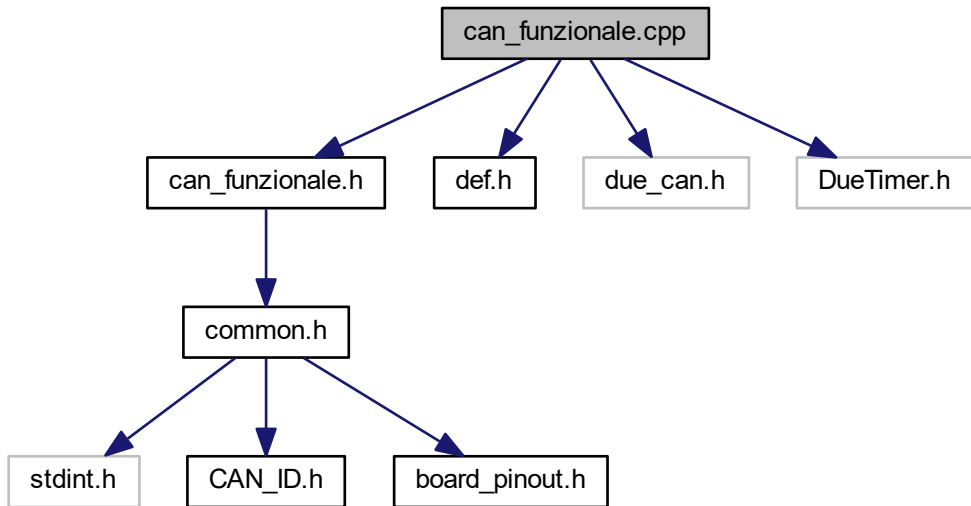 can_funzionale.cpp
can_funzionale.h
def.h
due_can.h
DueTimer.h
common.h
stdint.h
CAN_ID.h
board_pinout.h